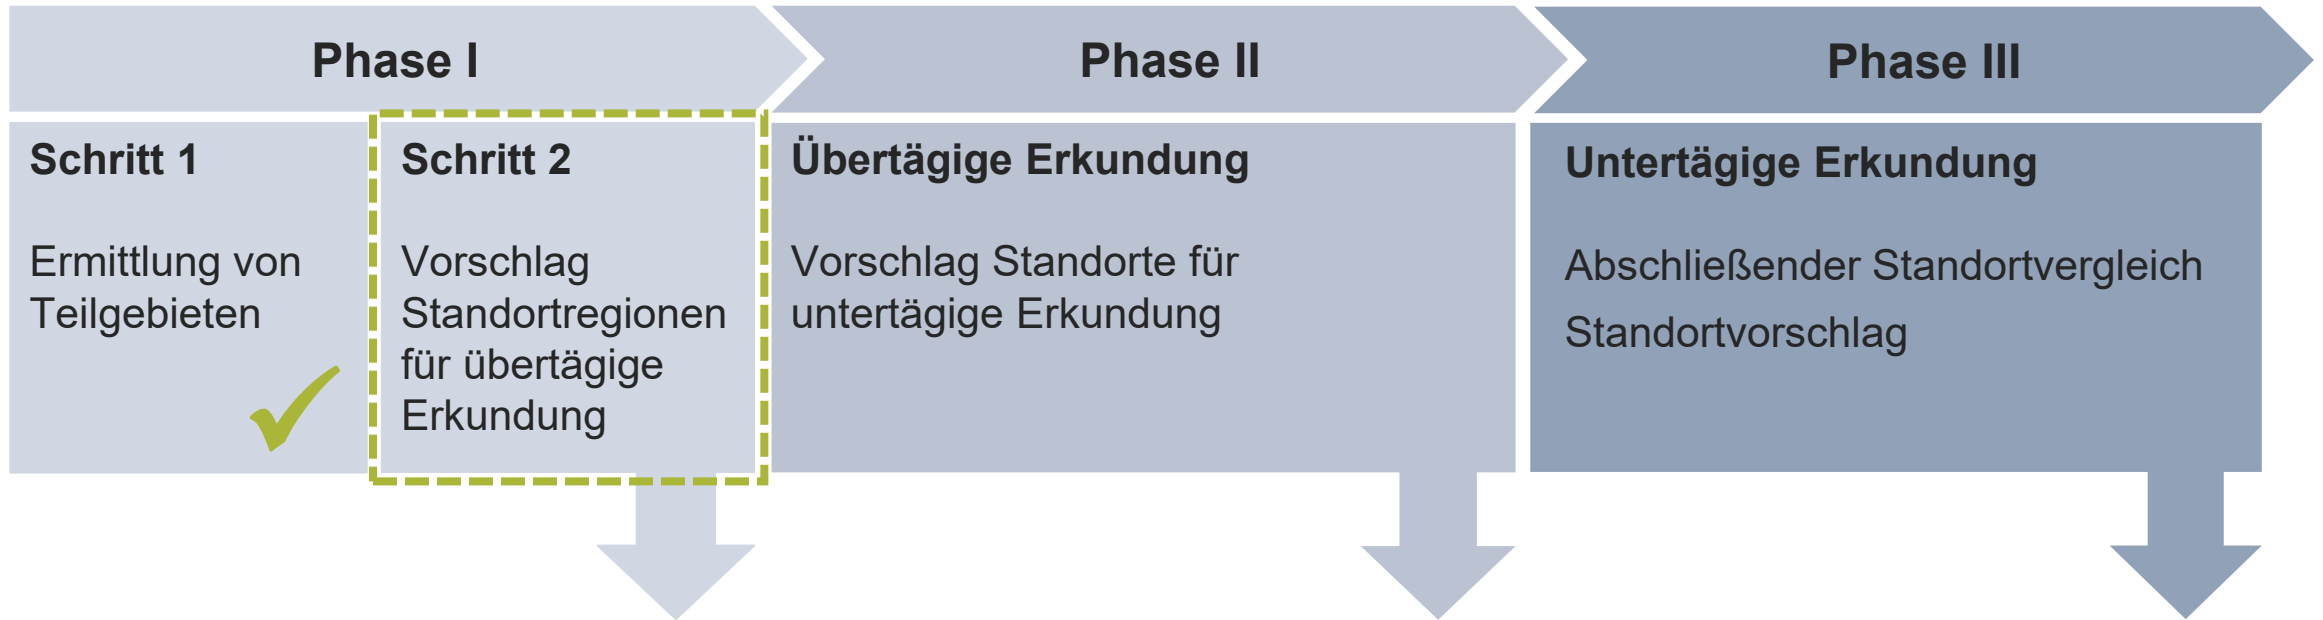 Phase I
Phase II
Phase III
Schritt 1
Ermittlung von
Teilgebieten
Schritt 2
Vorschlag
Standortregionen
für übertägige
Erkundung
Übertägige Erkundung
Vorschlag Standorte für
untertägige Erkundung
Untertägige Erkundung
Abschließender Standortvergleich
Standortvorschlag